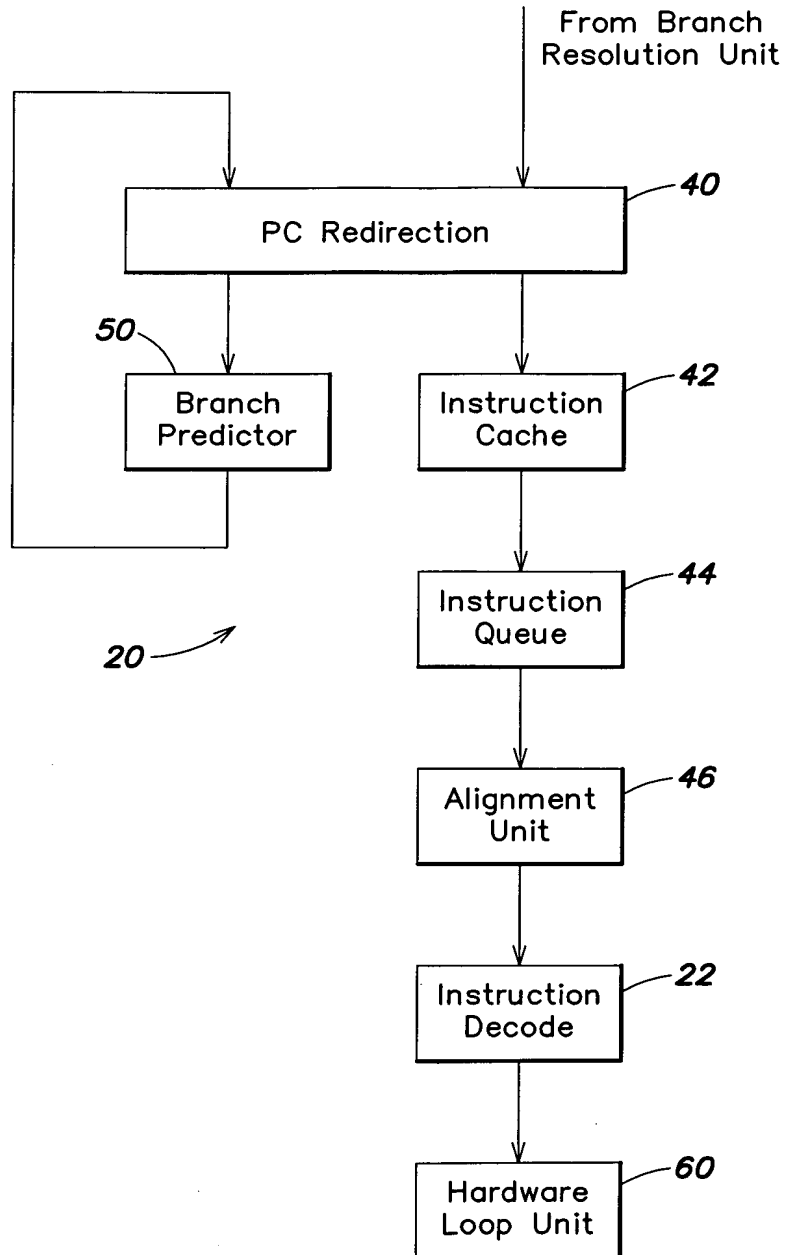 From Branch
Resolution Unit
40
PC Redirection
50
Branch
Predictor
42
Instruction
Cache
44
Instruction
Queue
20
46
Alignment
Unit
22
Instruction
Decode
60
Hardware
Loop Unit